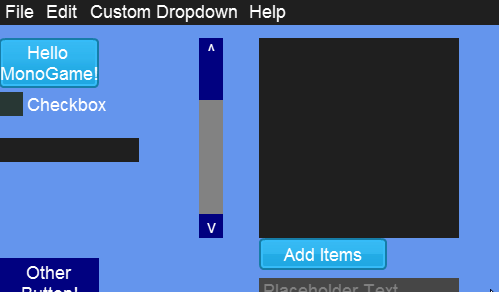 File Edit Custom Dropdown Help
Hello
MonoGame!
Checkbox
^
V
Add Items
Placeholder Text
Other
Button!